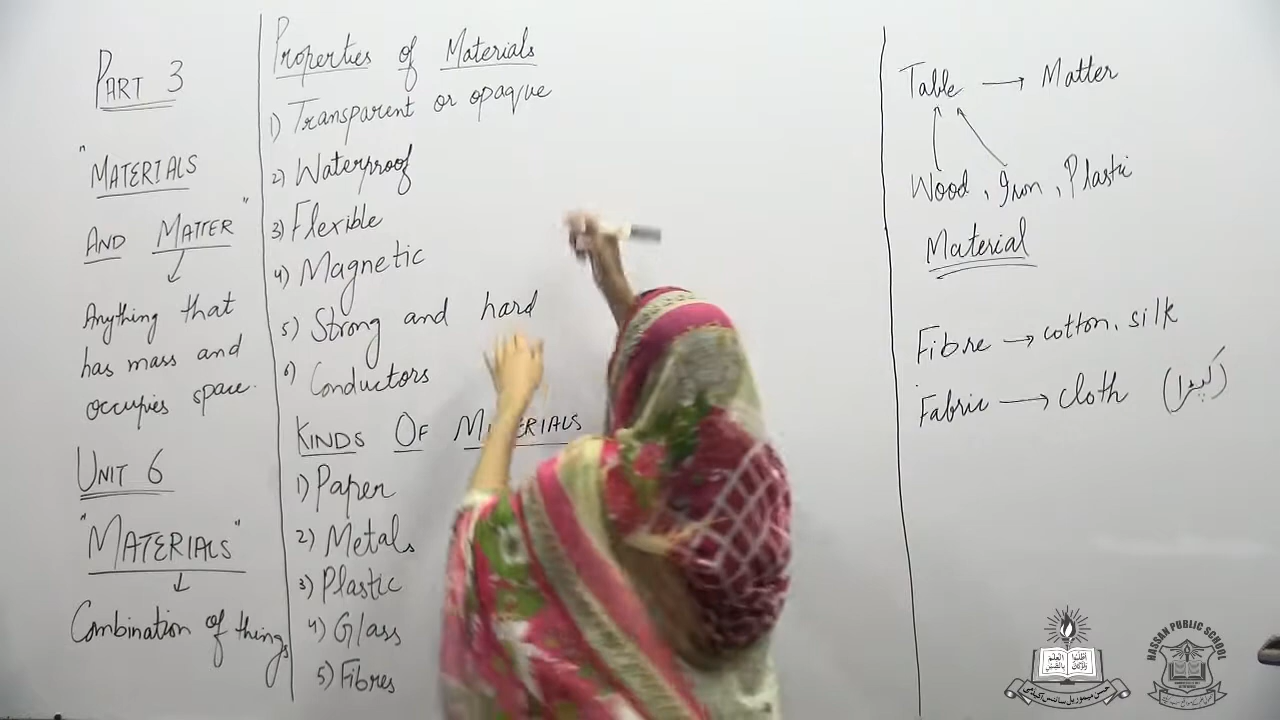 PART 3
"MATERIALS
AND MATTER"
Anything that
has mass and
occupies space.
UNIT 6
"MATERIALS"
Combination of things
Properties of Materials
1) Transparent or opaque
2) Waterproof
3) Flexible
4) Magnetic
5) Strong and hard
6) Conductors
KINDS OF MATERIALS
1) Paper
2) Metals
3) Plastic
4) Glass
5) Fibres
Table → Matter
Wood, Iron, Plastic
Material
Fibre → cotton, silk
Fabric → cloth (کپڑا)
HASSAN PUBLIC SCHOOL